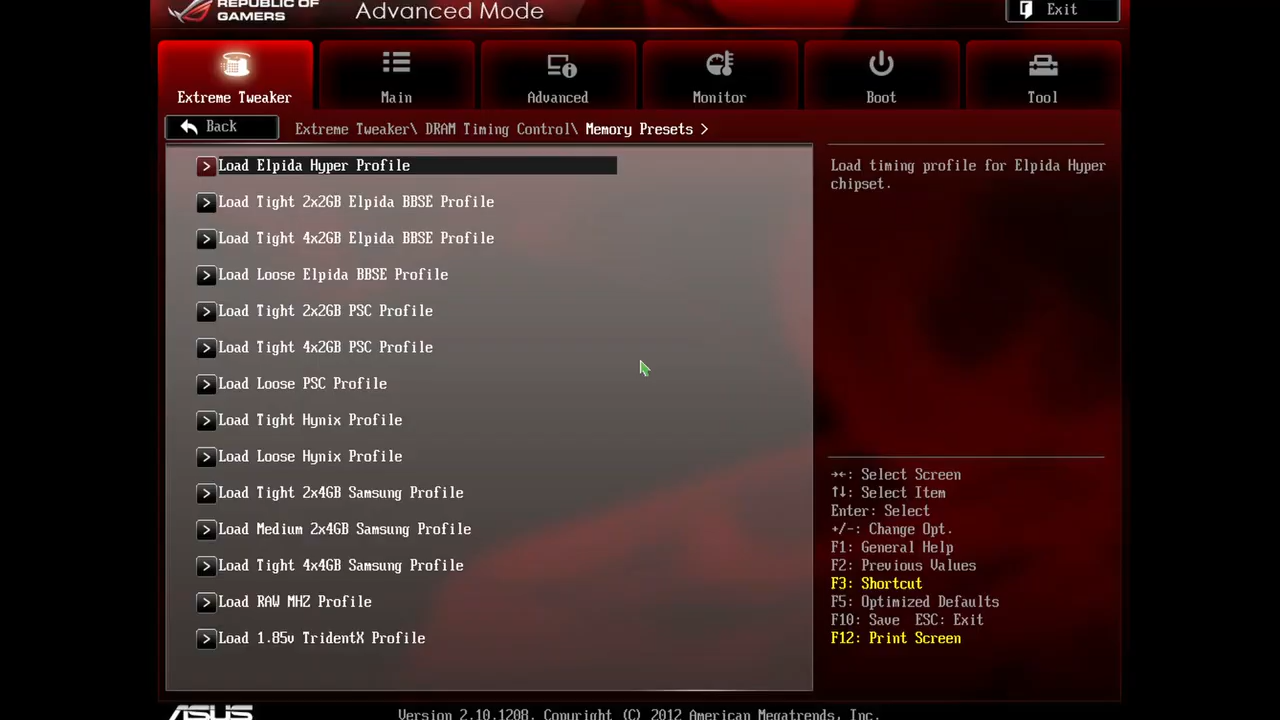 REPUBLIC OF
GAMERS
Advanced Mode
Exit
Extreme Tweaker
Main
Advanced
Monitor
Boot
Tool
Back
Extreme Tweaker\ DRAM Timing Control\ Memory Presets >
Load Elpida Hyper Profile
Load Tight 2x2GB Elpida BBSE Profile
Load Tight 4x2GB Elpida BBSE Profile
Load Loose Elpida BBSE Profile
Load Tight 2x2GB PSC Profile
Load Tight 4x2GB PSC Profile
Load Loose PSC Profile
Load Tight Hynix Profile
Load Loose Hynix Profile
Load Tight 2x4GB Samsung Profile
Load Medium 2x4GB Samsung Profile
Load Tight 4x4GB Samsung Profile
Load RAW MHZ Profile
Load 1.85v TridentX Profile
Load timing profile for Elpida Hyper
chipset.
→←: Select Screen
↑↓: Select Item
Enter: Select
+/-: Change Opt.
F1: General Help
F2: Previous Values
F3: Shortcut
F5: Optimized Defaults
F10: Save ESC: Exit
F12: Print Screen
ASUS
Version 2.10.1208. Copyright (C) 2012 American Megatrends, Inc.